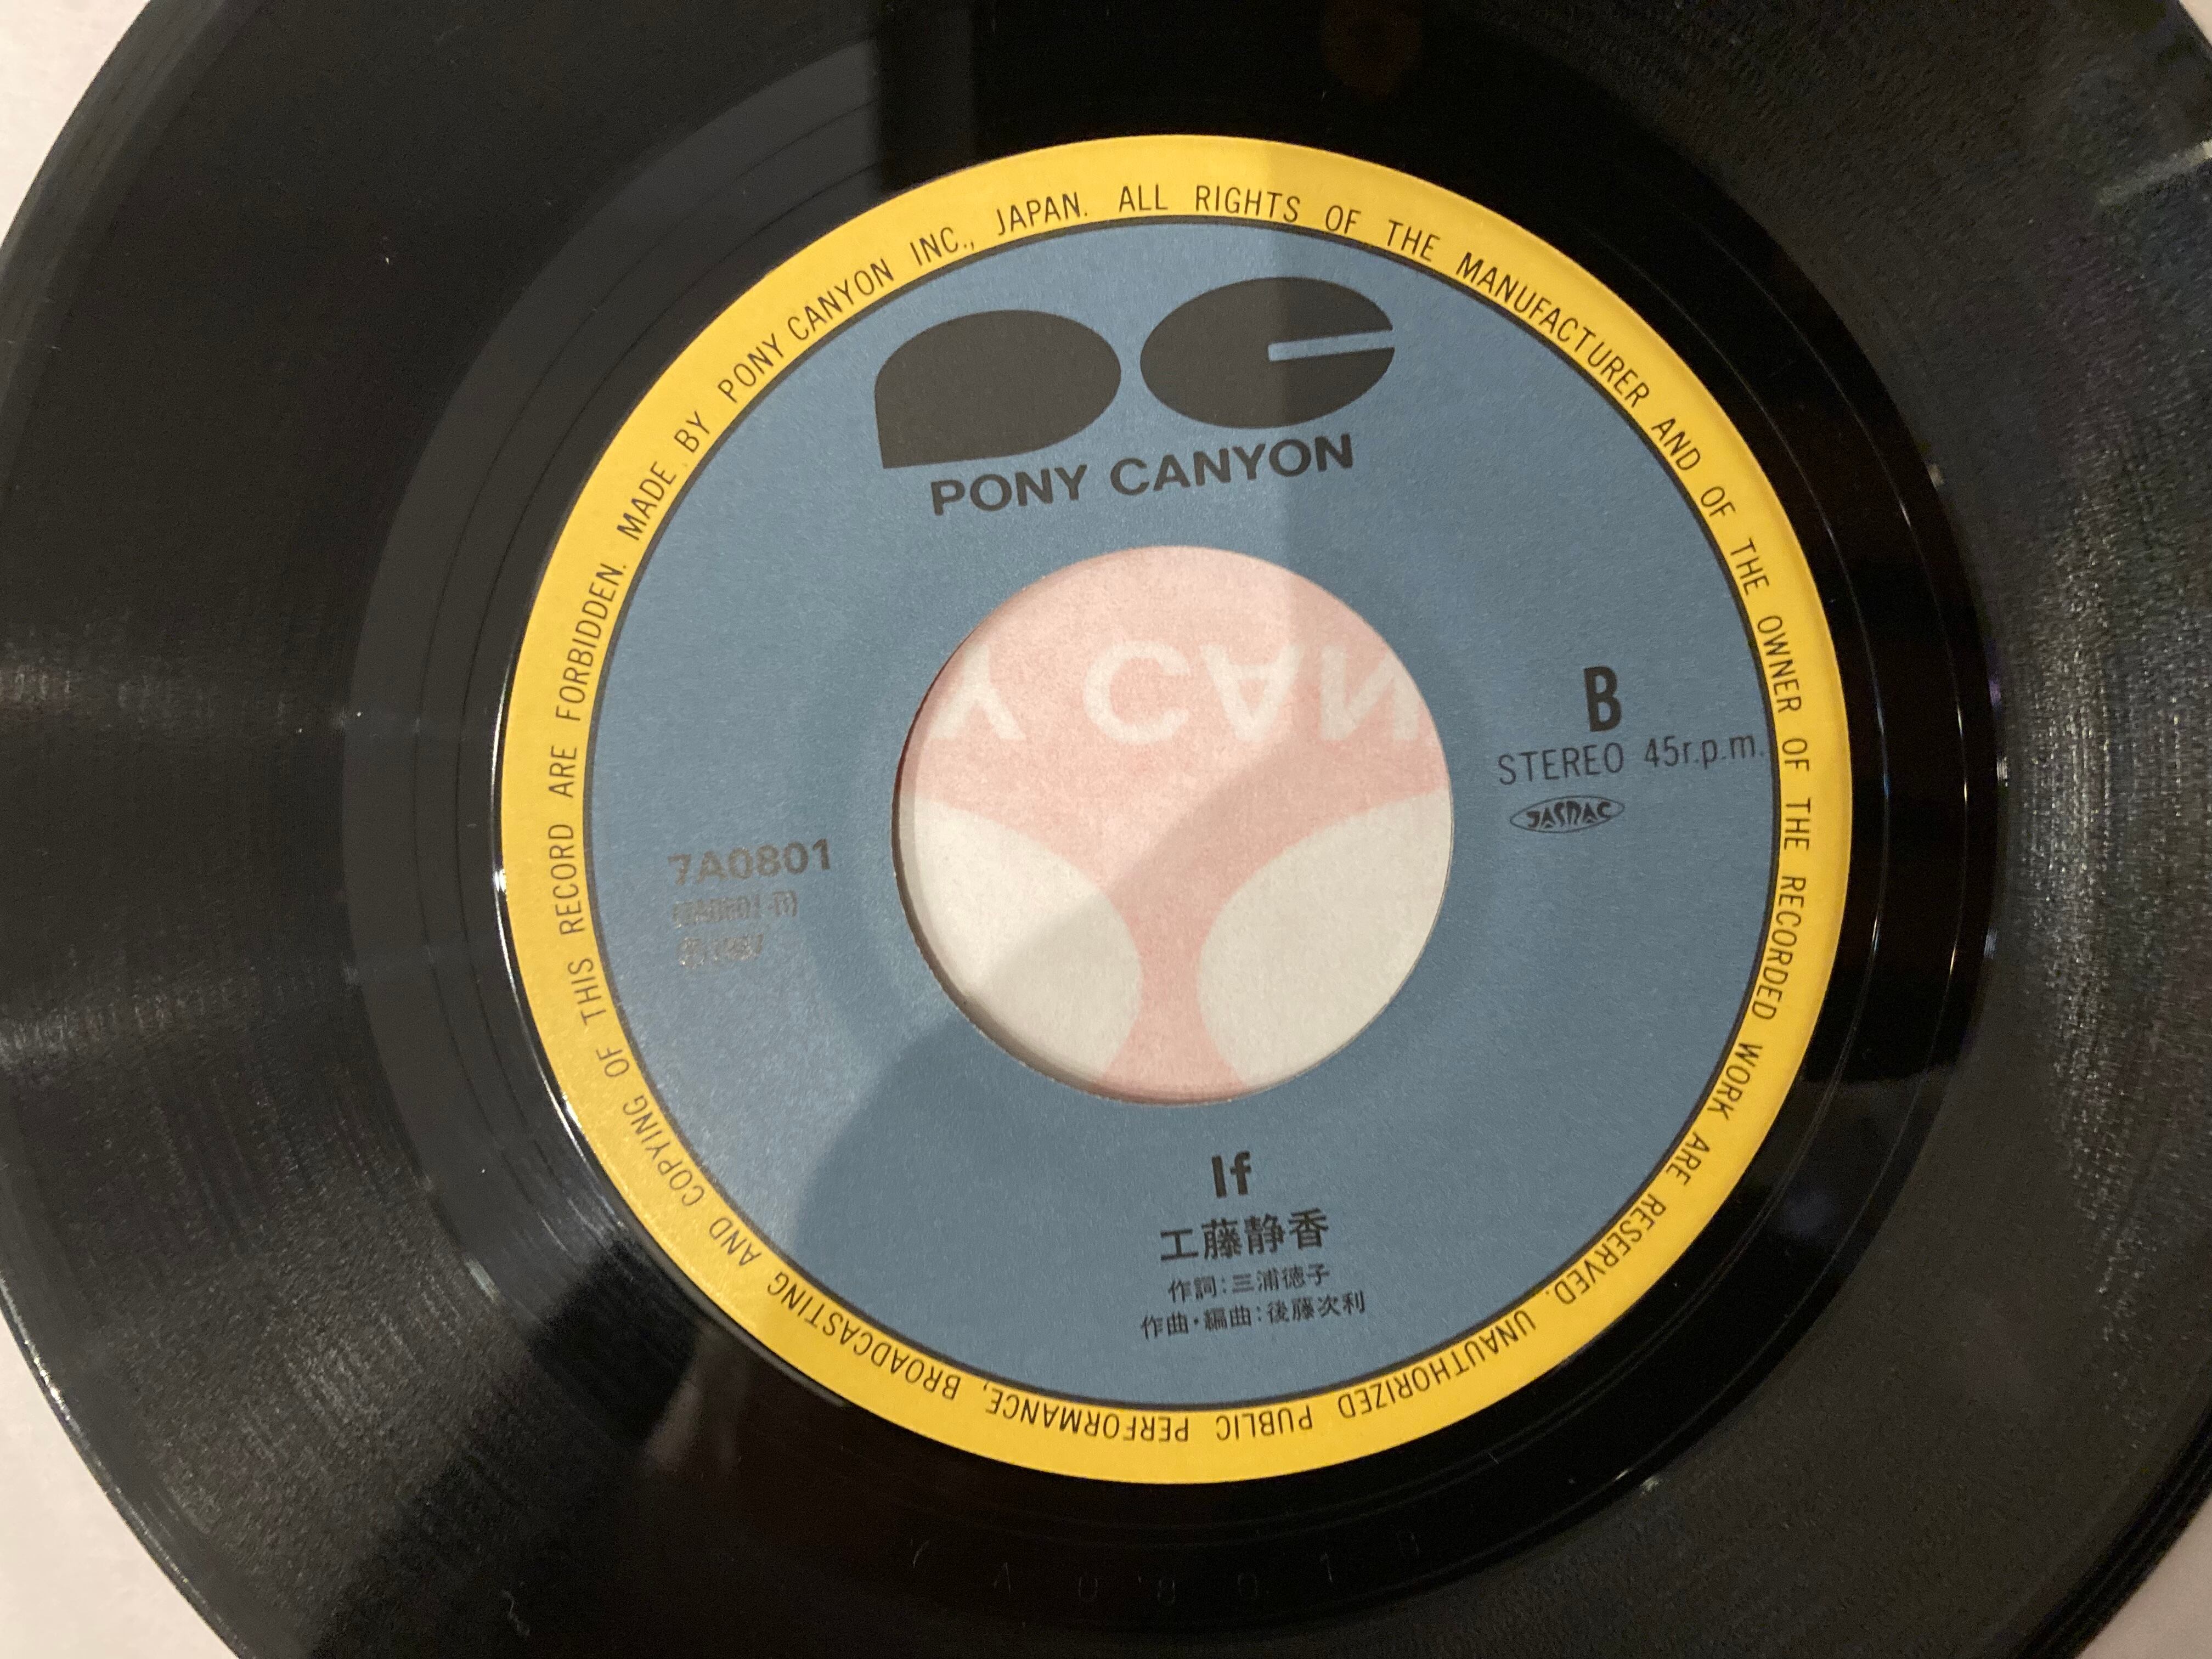 MADE BY PONY CANYON INC., JAPAN. ALL RIGHTS OF THE MANUFACTURER AND OF THE OWNER OF THE RECORDED WORK ARE RESERVED. UNAUTHORIZED PUBLIC PERFORMANCE, BROADCASTING AND COPYING OF THIS RECORD ARE FORBIDDEN.
PONY CANYON
Y CAN
B
STEREO 45r.p.m.
JASRAC
7A0801
If
工藤静香
作詞:三浦徳子
作曲・編曲:後藤次利